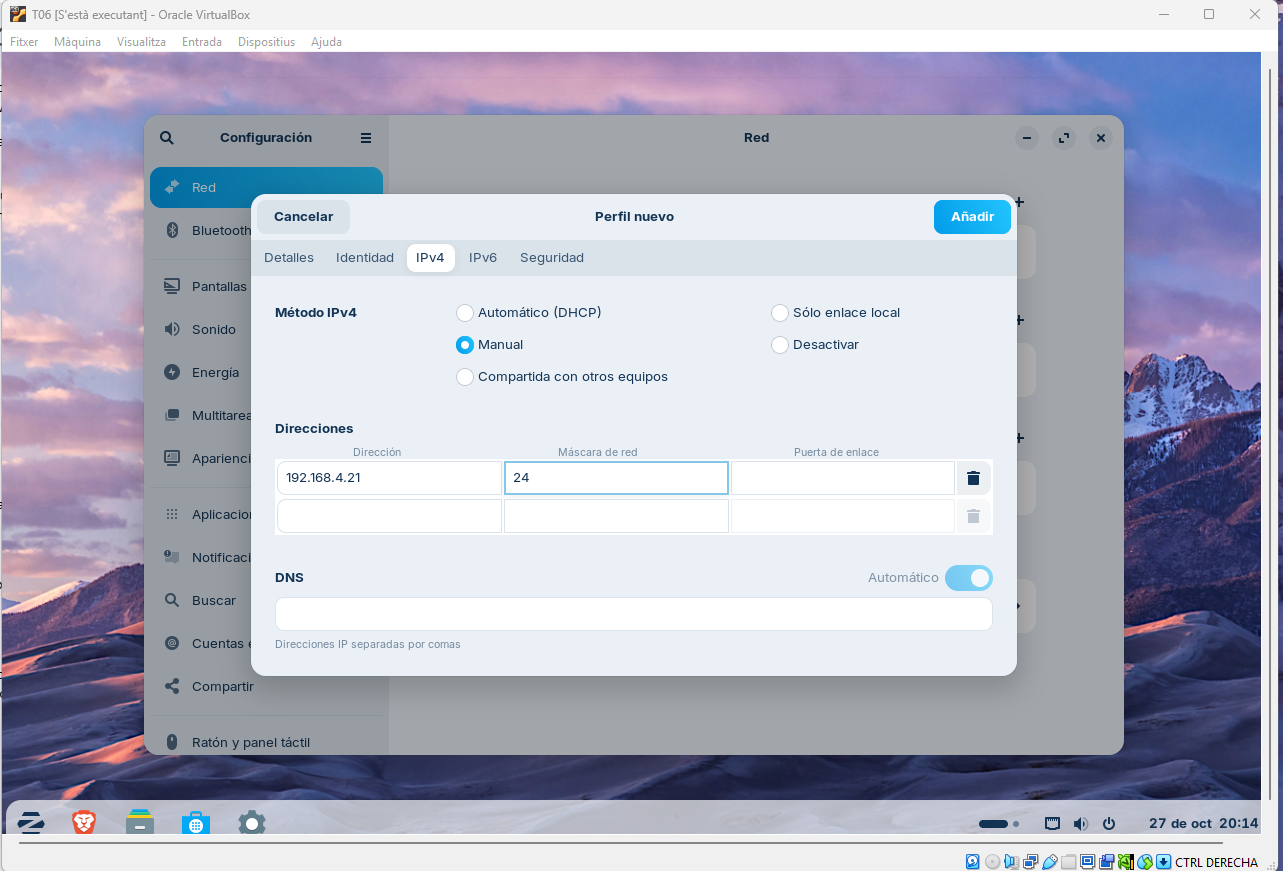 T06 [S'està executant] - Oracle VirtualBox
Fitxer Màquina Visualitza Entrada Dispositius Ajuda
Configuración
Red
Red
Bluetooth
Pantallas
Sonido
Energía
Multitarea
Aparienci
Aplicacion
Notificaci
Buscar
Cuentas e
Compartir
Ratón y panel táctil
Cancelar
Perfil nuevo
Añadir
Detalles Identidad IPv4 IPv6 Seguridad
Método IPv4
Automático (DHCP)
Sólo enlace local
Manual
Desactivar
Compartida con otros equipos
Direcciones
Dirección Máscara de red Puerta de enlace
192.168.4.21 24
DNS
Automático
Direcciones IP separadas por comas
27 de oct 20:14
CTRL DERECHA